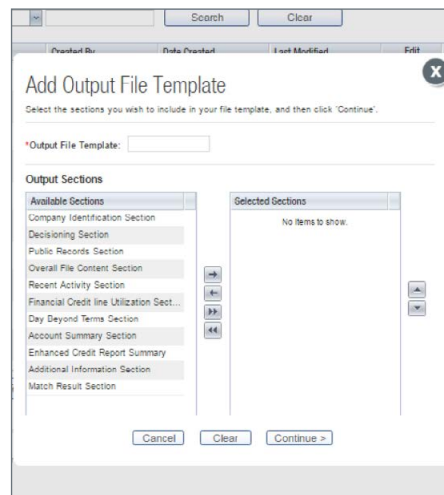 Search Clear
Created By Date Created Last Modified Edit
X
Add Output File Template
Select the sections you wish to include in your file template, and then click 'Continue'.
*Output File Template:
Output Sections
Available Sections Selected Sections
Company Identification Section No items to show.
Decisioning Section
Public Records Section
Overall File Content Section
Recent Activity Section
Financial Credit line Utilization Sect...
Day Beyond Terms Section
Account Summary Section
Enhanced Credit Report Summary
Additional Information Section
Match Result Section
Cancel Clear Continue >